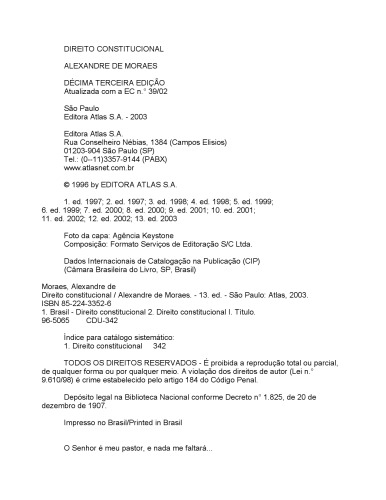 DIREITO CONSTITUCIONAL
ALEXANDRE DE MORAES
DÉCIMA TERCEIRA EDIÇÃO
Atualizada com a EC n.° 39/02
São Paulo
Editora Atlas S.A. - 2003
Editora Atlas S.A.
Rua Conselheiro Nébias, 1384 (Campos Elisios)
01203-904 São Paulo (SP)
Tel.: (0--11)3357-9144 (PABX)
www.atlasnet.com.br
© 1996 by EDITORA ATLAS S.A.
1. ed. 1997; 2. ed. 1997; 3. ed. 1998; 4. ed. 1998; 5. ed. 1999;
6. ed. 1999; 7. ed. 2000; 8. ed. 2000; 9. ed. 2001; 10. ed. 2001;
11. ed. 2002; 12. ed. 2002; 13. ed. 2003
Foto da capa: Agência Keystone
Composição: Formato Serviços de Editoração S/C Ltda.
Dados Internacionais de Catalogação na Publicação (CIP)
(Câmara Brasileira do Livro, SP, Brasil)
Moraes, Alexandre de
Direito constitucional / Alexandre de Moraes. - 13. ed. - São Paulo: Atlas, 2003.
ISBN 85-224-3352-6
1. Brasil - Direito constitucional 2. Direito constitucional I. Titulo.
96-5065 CDU-342
Índice para catálogo sistemático:
1. Direito constitucional 342
TODOS OS DIREITOS RESERVADOS - É proibida a reprodução total ou parcial,
de qualquer forma ou por qualquer meio. A violação dos direitos de autor (Lei n.°
9.610/98) é crime estabelecido pelo artigo 184 do Código Penal.
Depósito legal na Biblioteca Nacional conforme Decreto n° 1.825, de 20 de
dezembro de 1907.
Impresso no Brasil/Printed in Brasil
O Senhor é meu pastor, e nada me faltará...